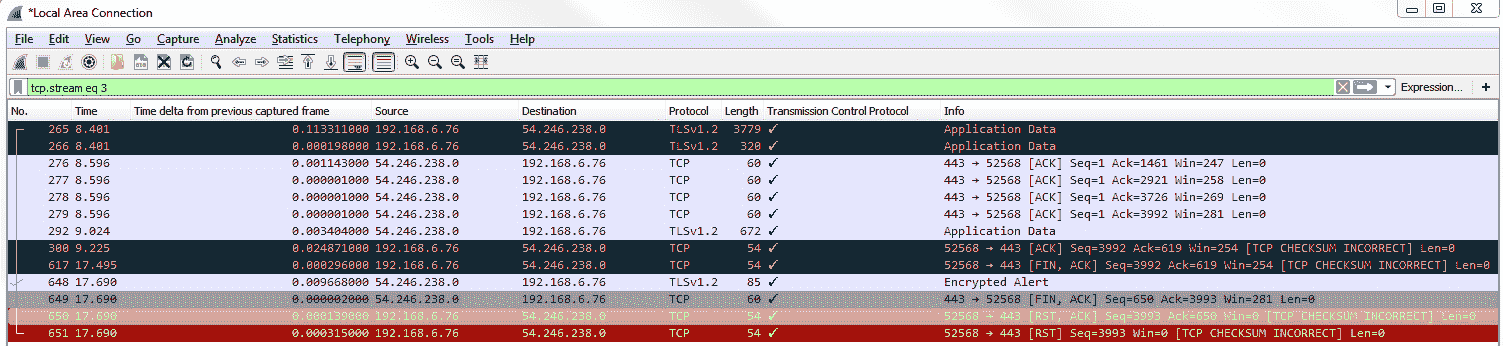 *Local Area Connection
File Edit View Go Capture Analyze Statistics Telephony Wireless Tools Help
tcp.stream eq 3 Expression... +
No. Time Time delta from previous captured frame Source Destination Protocol Length Transmission Control Protocol Info
265 8.401 0.113311000 192.168.6.76 54.246.238.0 TLSv1.2 3779 ✓ Application Data
266 8.401 0.000198000 192.168.6.76 54.246.238.0 TLSv1.2 320 ✓ Application Data
276 8.596 0.001143000 54.246.238.0 192.168.6.76 TCP 60 ✓ 443 → 52568 [ACK] Seq=1 Ack=1461 Win=247 Len=0
277 8.596 0.000001000 54.246.238.0 192.168.6.76 TCP 60 ✓ 443 → 52568 [ACK] Seq=1 Ack=2921 Win=258 Len=0
278 8.596 0.000001000 54.246.238.0 192.168.6.76 TCP 60 ✓ 443 → 52568 [ACK] Seq=1 Ack=3726 Win=269 Len=0
279 8.596 0.000001000 54.246.238.0 192.168.6.76 TCP 60 ✓ 443 → 52568 [ACK] Seq=1 Ack=3992 Win=281 Len=0
292 9.024 0.003404000 54.246.238.0 192.168.6.76 TLSv1.2 672 ✓ Application Data
300 9.225 0.024871000 192.168.6.76 54.246.238.0 TCP 54 ✓ 52568 → 443 [ACK] Seq=3992 Ack=619 Win=254 [TCP CHECKSUM INCORRECT] Len=0
617 17.495 0.000296000 192.168.6.76 54.246.238.0 TCP 54 ✓ 52568 → 443 [FIN, ACK] Seq=3992 Ack=619 Win=254 [TCP CHECKSUM INCORRECT] Len=0
648 17.690 0.009668000 54.246.238.0 192.168.6.76 TLSv1.2 85 ✓ Encrypted Alert
649 17.690 0.000002000 54.246.238.0 192.168.6.76 TCP 60 ✓ 443 → 52568 [FIN, ACK] Seq=650 Ack=3993 Win=281 Len=0
650 17.690 0.000139000 192.168.6.76 54.246.238.0 TCP 54 ✓ 52568 → 443 [RST, ACK] Seq=3993 Ack=650 Win=0 [TCP CHECKSUM INCORRECT] Len=0
651 17.690 0.000315000 192.168.6.76 54.246.238.0 TCP 54 ✓ 52568 → 443 [RST] Seq=3993 Win=0 [TCP CHECKSUM INCORRECT] Len=0